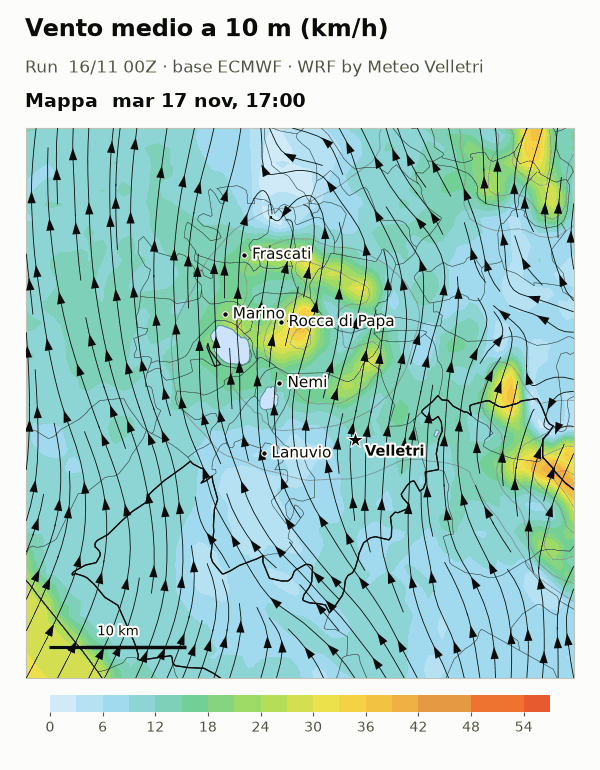 Vento medio a 10 m (km/h)
Run 16/11 00Z · base ECMWF · WRF by Meteo Velletri
Mappa mar 17 nov, 17:00
Frascati
Marino
Rocca di Papa
Nemi
Velletri
Lanuvio
10 km
0 6 12 18 24 30 36 42 48 54